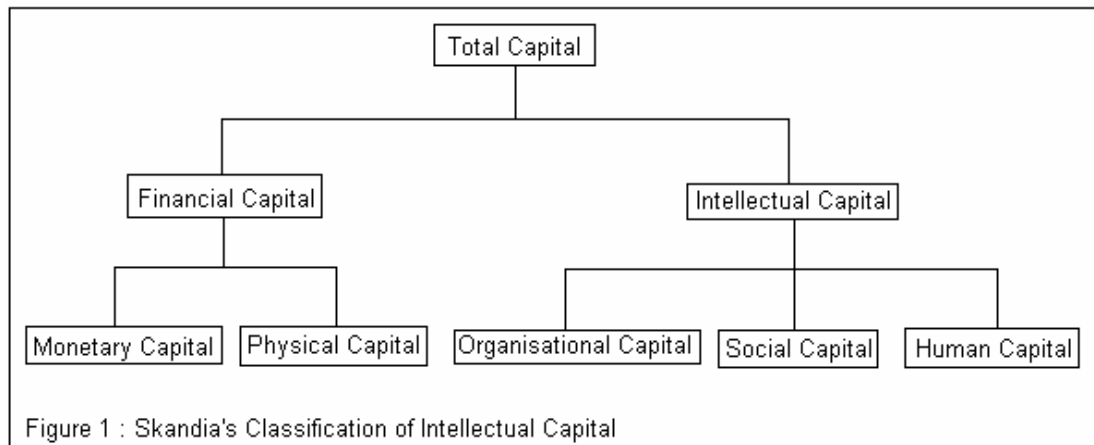 Total Capital
Financial Capital
Intellectual Capital
Monetary Capital
Physical Capital
Organisational Capital
Social Capital
Human Capital
Figure 1 : Skandia's Classification of Intellectual Capital